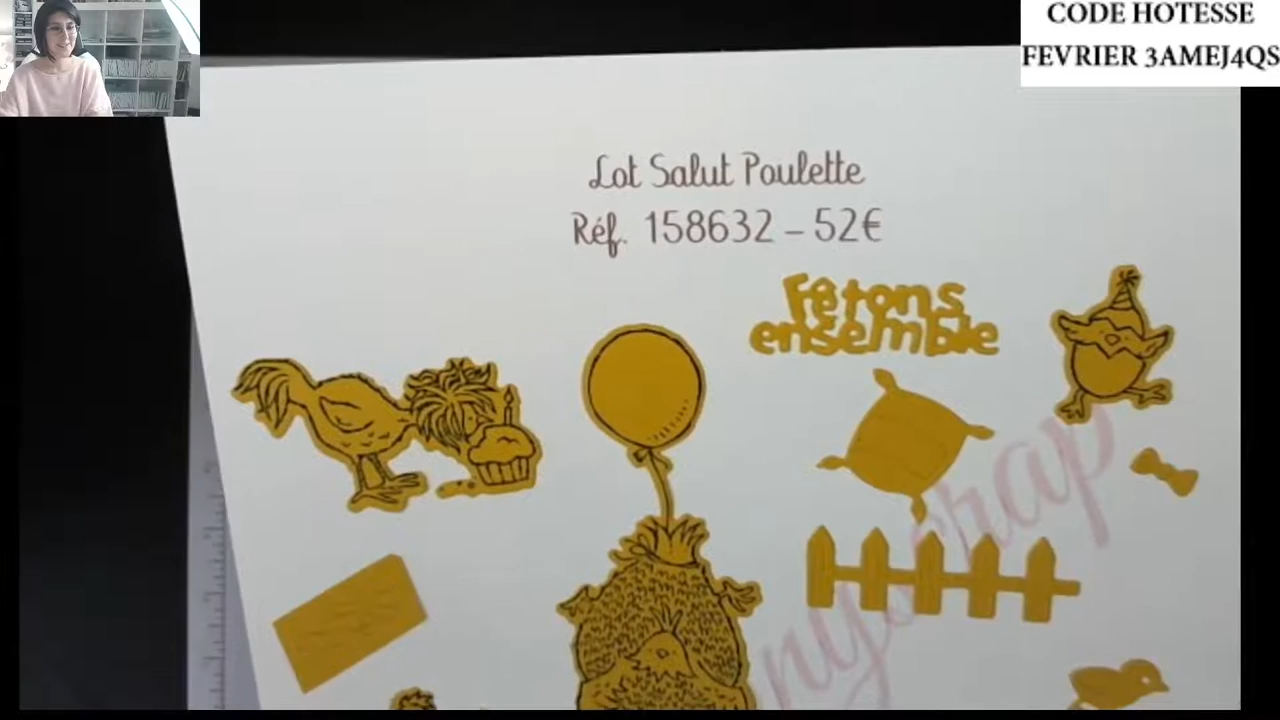 CODE HOTESSE
FEVRIER 3AMEJ4QS
Lot Salut Poulette
Réf. 158632 – 52€
Fêtons
ensemble